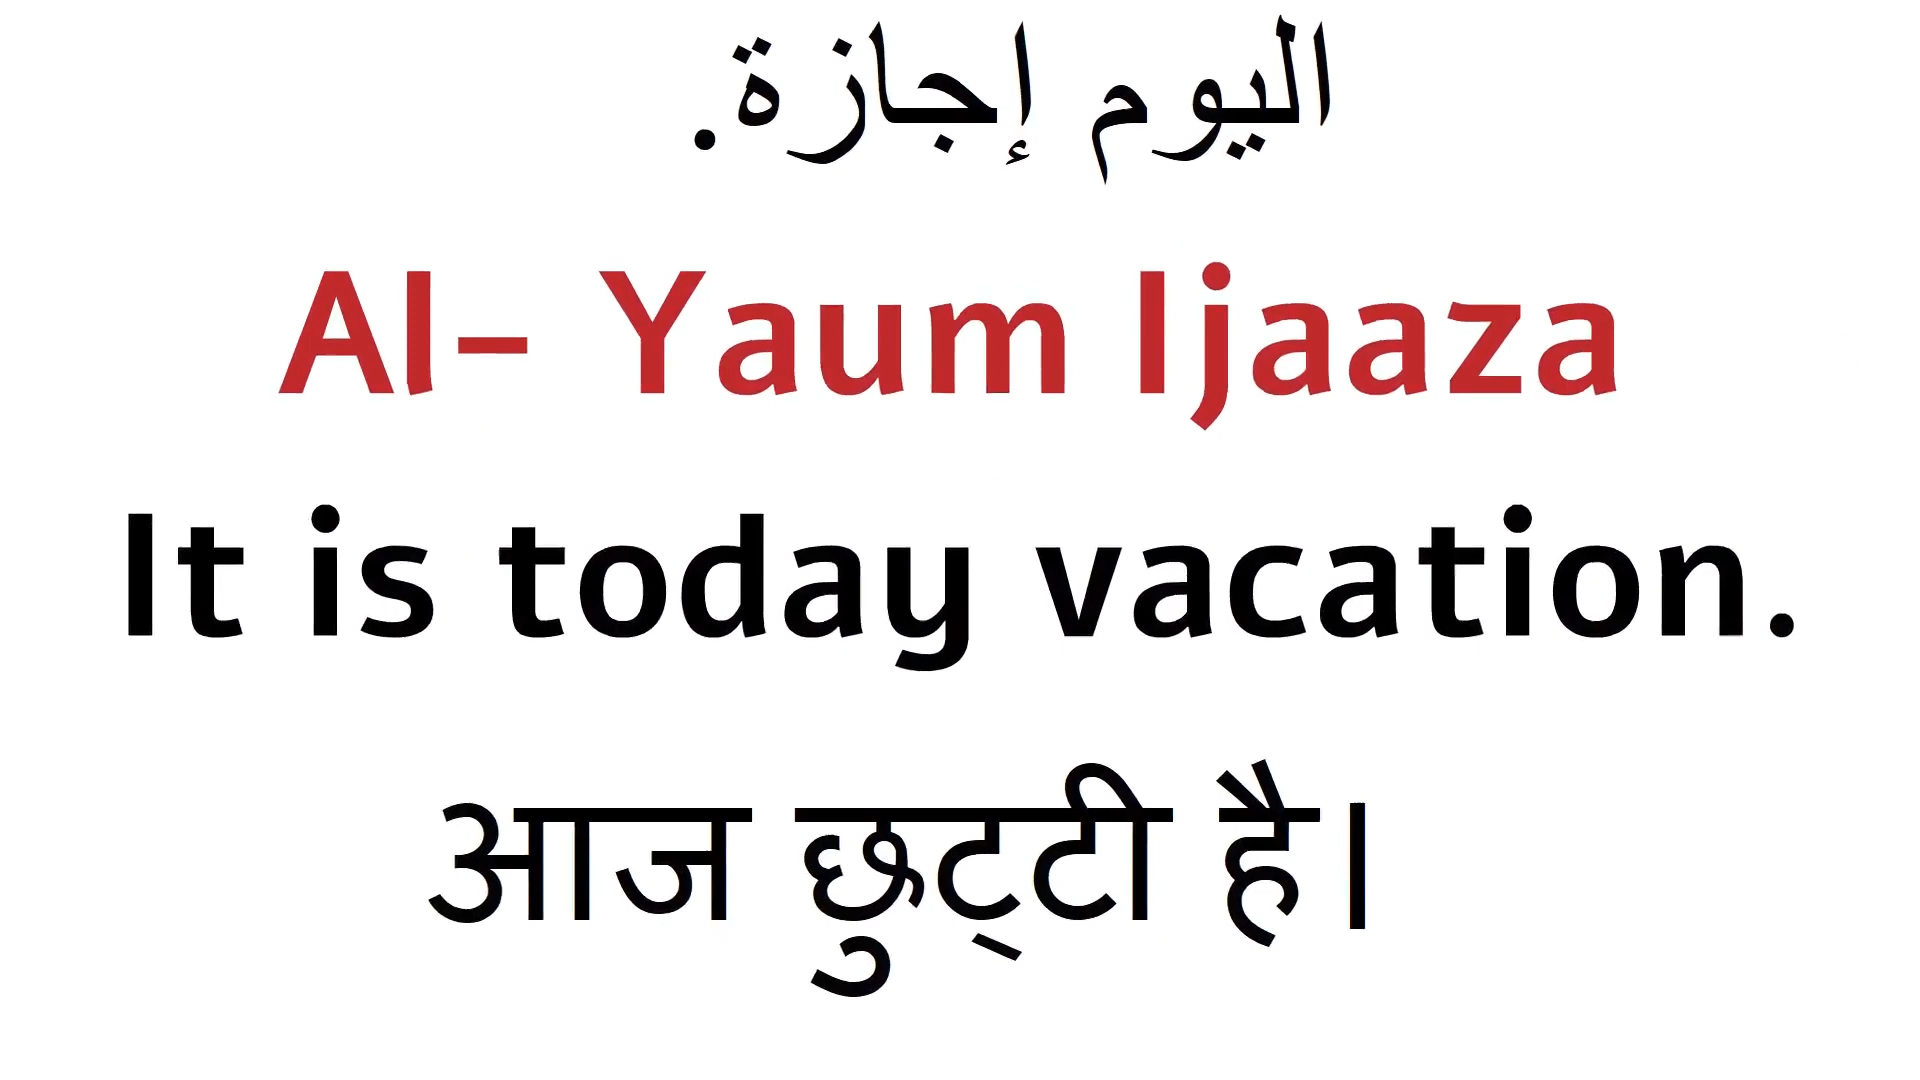 اليوم إجازة.
Al- Yaum Ijaaza
It is today vacation.
आज छुट्‌टी है।